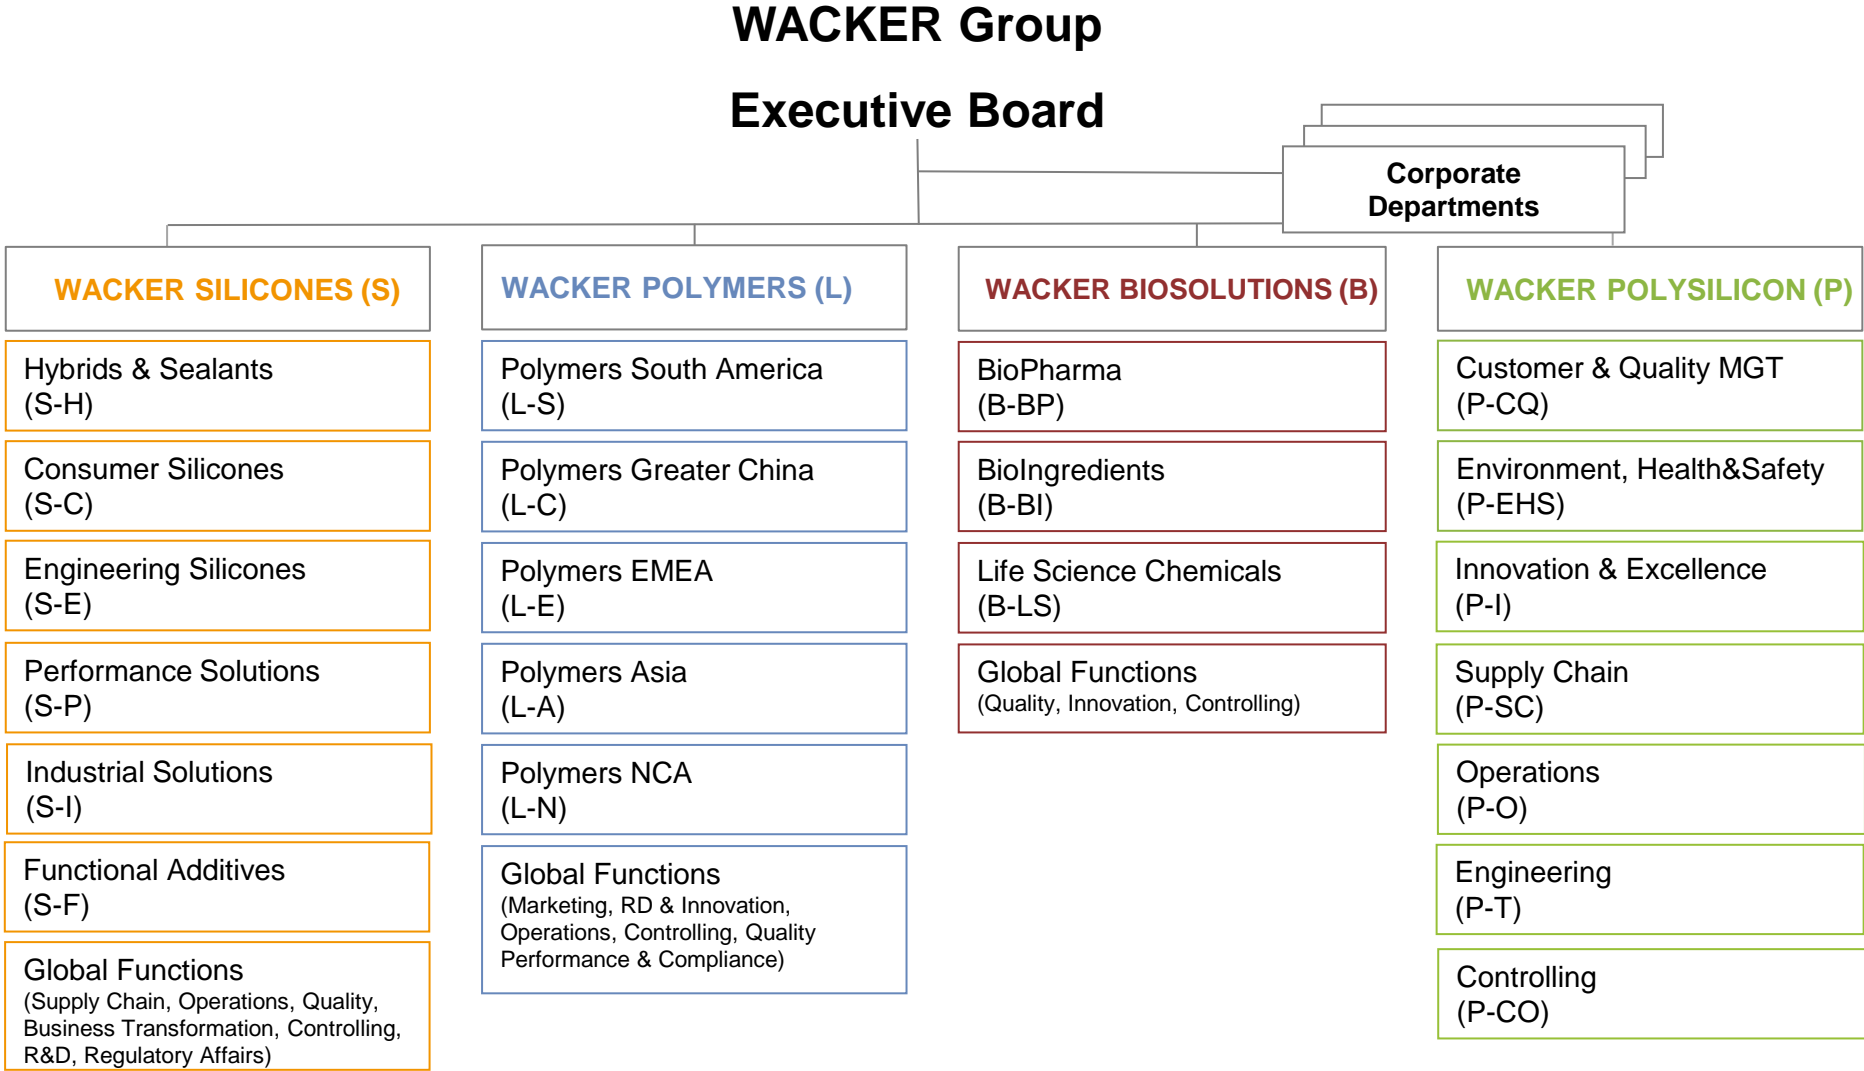 WACKER Group
Executive Board
Corporate
Departments
WACKER SILICONES (S)
Hybrids & Sealants
(S-H)
Consumer Silicones
(S-C)
Engineering Silicones
(S-E)
Performance Solutions
(S-P)
Industrial Solutions
(S-I)
Functional Additives
(S-F)
Global Functions
(Supply Chain, Operations, Quality,
Business Transformation, Controlling,
R&D, Regulatory Affairs)
WACKER POLYMERS (L)
Polymers South America
(L-S)
Polymers Greater China
(L-C)
Polymers EMEA
(L-E)
Polymers Asia
(L-A)
Polymers NCA
(L-N)
Global Functions
(Marketing, RD & Innovation,
Operations, Controlling, Quality
Performance & Compliance)
WACKER BIOSOLUTIONS (B)
BioPharma
(B-BP)
BioIngredients
(B-BI)
Life Science Chemicals
(B-LS)
Global Functions
(Quality, Innovation, Controlling)
WACKER POLYSILICON (P)
Customer & Quality MGT
(P-CQ)
Environment, Health&Safety
(P-EHS)
Innovation & Excellence
(P-I)
Supply Chain
(P-SC)
Operations
(P-O)
Engineering
(P-T)
Controlling
(P-CO)